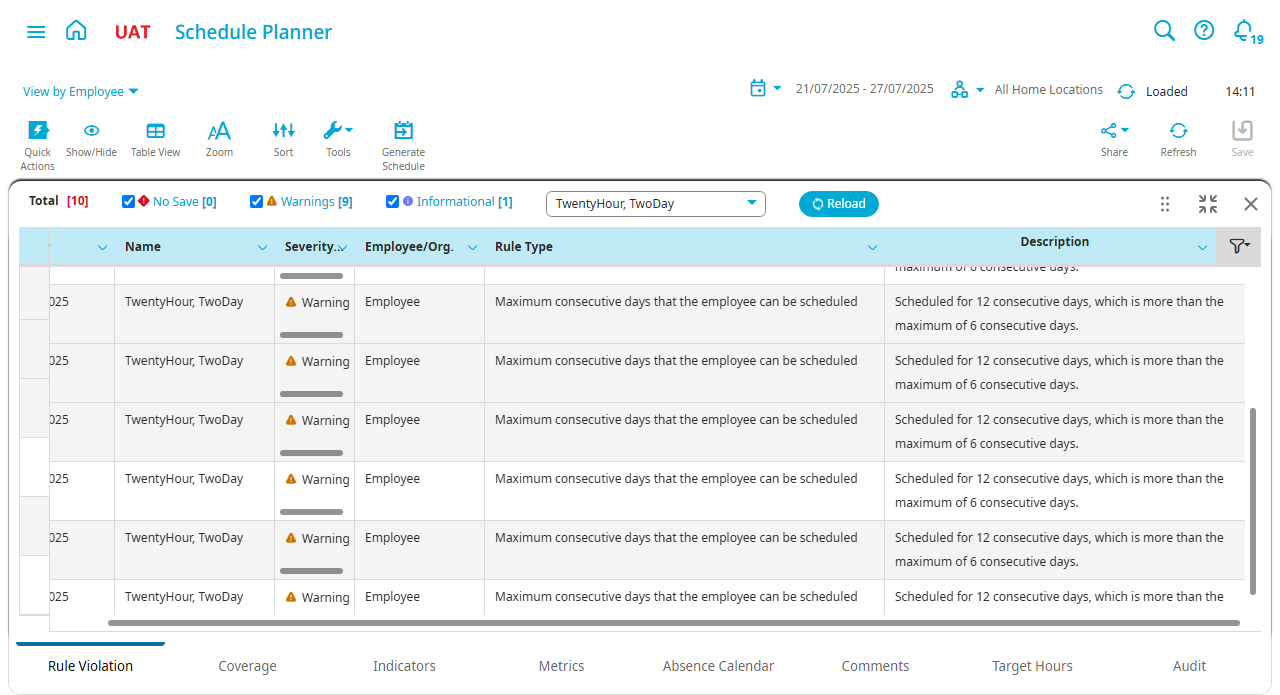 UAT Schedule Planner 19
View by Employee 21/07/2025 - 27/07/2025 All Home Locations Loaded 14:11
Quick Actions Show/Hide Table View Zoom Sort Tools Generate Schedule Share Refresh Save
Total [10] No Save [0] Warnings [9] Informational [1] TwentyHour, TwoDay Reload
Name Severity... Employee/Org. Rule Type Description
maximum of 6 consecutive days.
025 TwentyHour, TwoDay Warning Employee Maximum consecutive days that the employee can be scheduled Scheduled for 12 consecutive days, which is more than the
maximum of 6 consecutive days.
025 TwentyHour, TwoDay Warning Employee Maximum consecutive days that the employee can be scheduled Scheduled for 12 consecutive days, which is more than the
maximum of 6 consecutive days.
025 TwentyHour, TwoDay Warning Employee Maximum consecutive days that the employee can be scheduled Scheduled for 12 consecutive days, which is more than the
maximum of 6 consecutive days.
025 TwentyHour, TwoDay Warning Employee Maximum consecutive days that the employee can be scheduled Scheduled for 12 consecutive days, which is more than the
maximum of 6 consecutive days.
025 TwentyHour, TwoDay Warning Employee Maximum consecutive days that the employee can be scheduled Scheduled for 12 consecutive days, which is more than the
maximum of 6 consecutive days.
025 TwentyHour, TwoDay Warning Employee Maximum consecutive days that the employee can be scheduled Scheduled for 12 consecutive days, which is more than the
Rule Violation Coverage Indicators Metrics Absence Calendar Comments Target Hours Audit